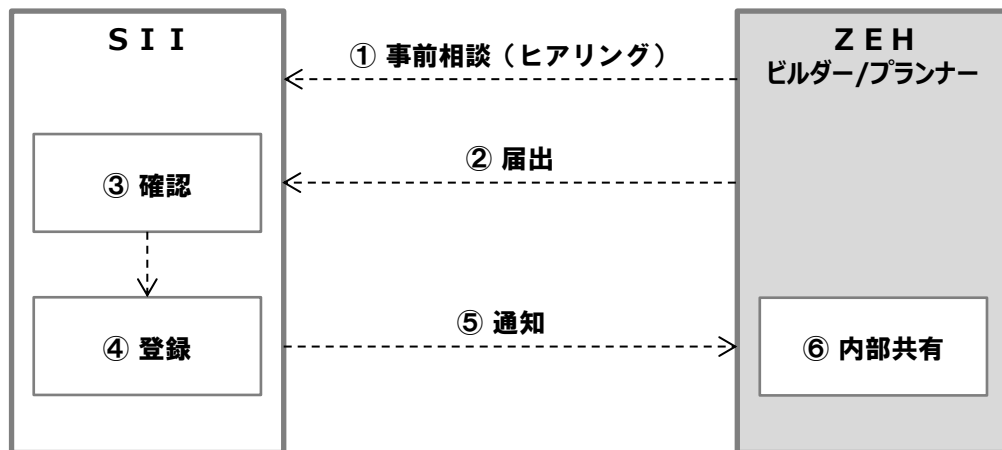 ＳＩＩ
ＺＥＨ
ビルダー/プランナー
① 事前相談（ヒアリング）
② 届出
③ 確認
④ 登録
⑤ 通知
⑥ 内部共有